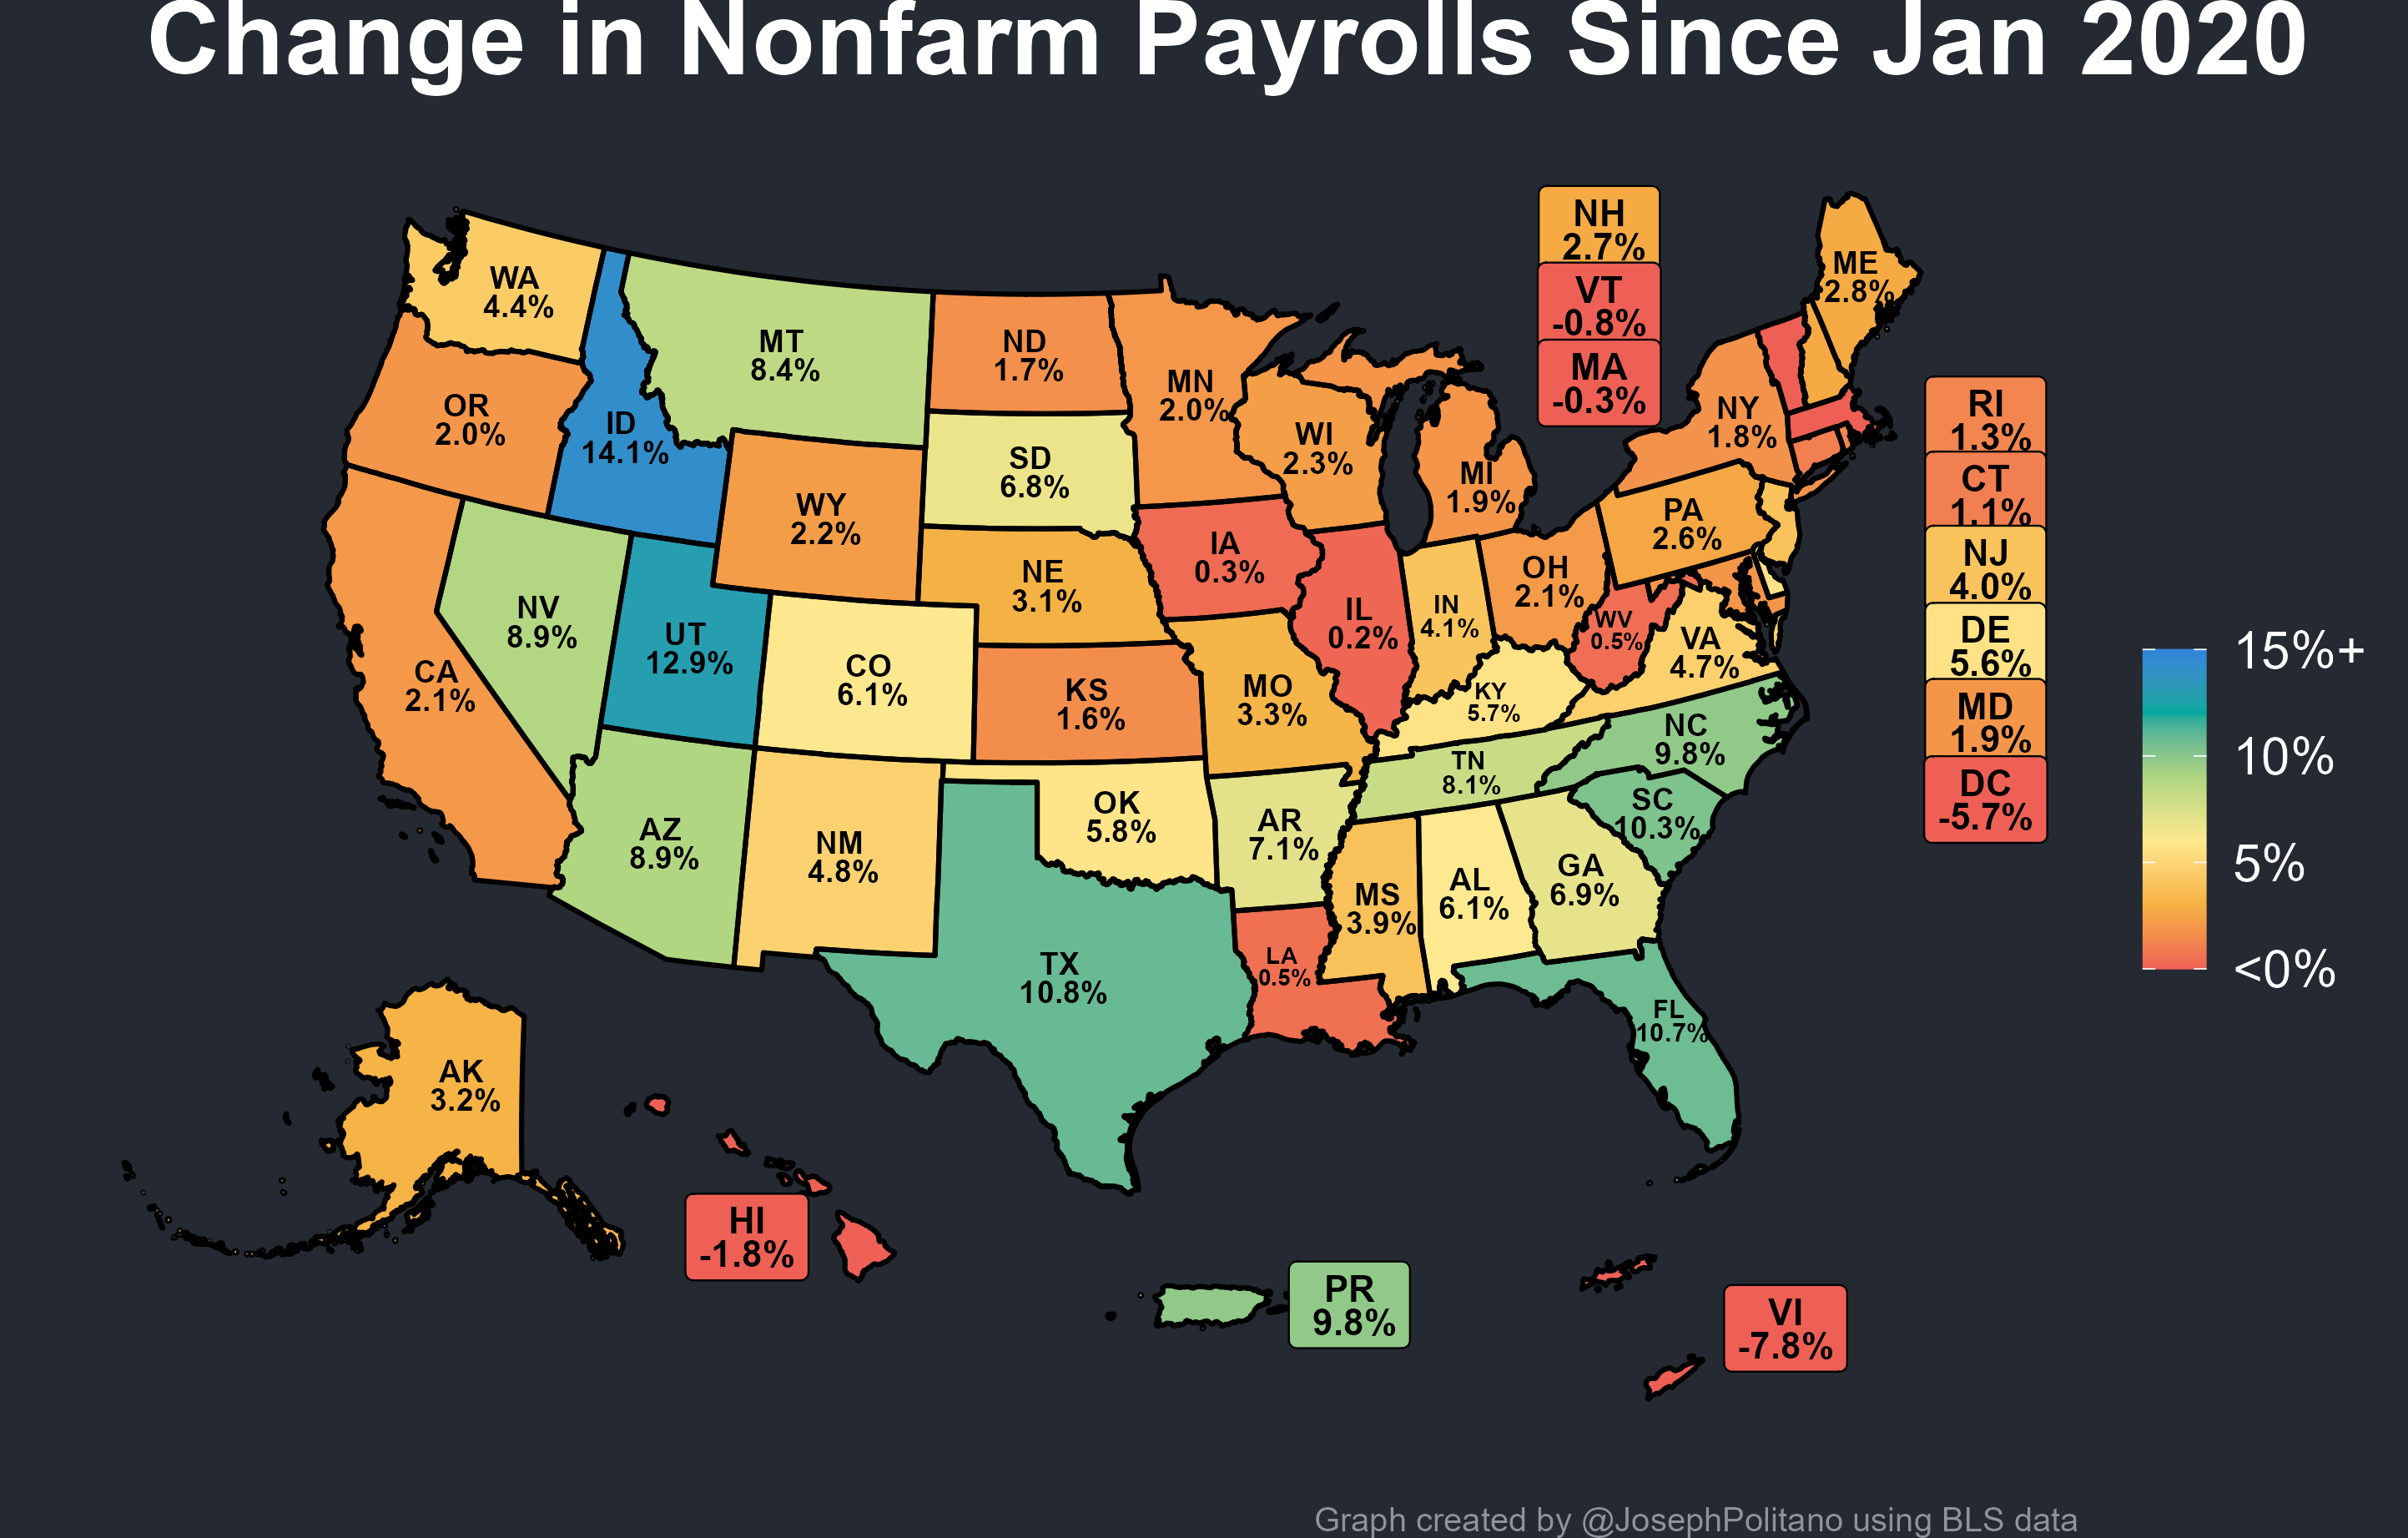 Change in Nonfarm Payrolls Since Jan 2020
NH
2.7%
VT
-0.8%
MA
-0.3%
ME
2.8%
WA
4.4%
MT
8.4%
ND
1.7%
MN
2.0%
OR
2.0%
ID
14.1%
SD
6.8%
WI
2.3%
MI
1.9%
NY
1.8%
RI
1.3%
CT
1.1%
NJ
4.0%
DE
5.6%
MD
1.9%
DC
-5.7%
WY
2.2%
IA
0.3%
NE
3.1%
PA
2.6%
OH
2.1%
IN
4.1%
IL
0.2%
WV
0.5%
VA
4.7%
NV
8.9%
UT
12.9%
CO
6.1%
CA
2.1%
KS
1.6%
MO
3.3%
KY
5.7%
NC
9.8%
TN
8.1%
SC
10.3%
AZ
8.9%
NM
4.8%
OK
5.8%
AR
7.1%
MS
3.9%
AL
6.1%
GA
6.9%
TX
10.8%
LA
0.5%
FL
10.7%
AK
3.2%
HI
-1.8%
PR
9.8%
VI
-7.8%
15%+
10%
5%
<0%
Graph created by @JosephPolitano using BLS data